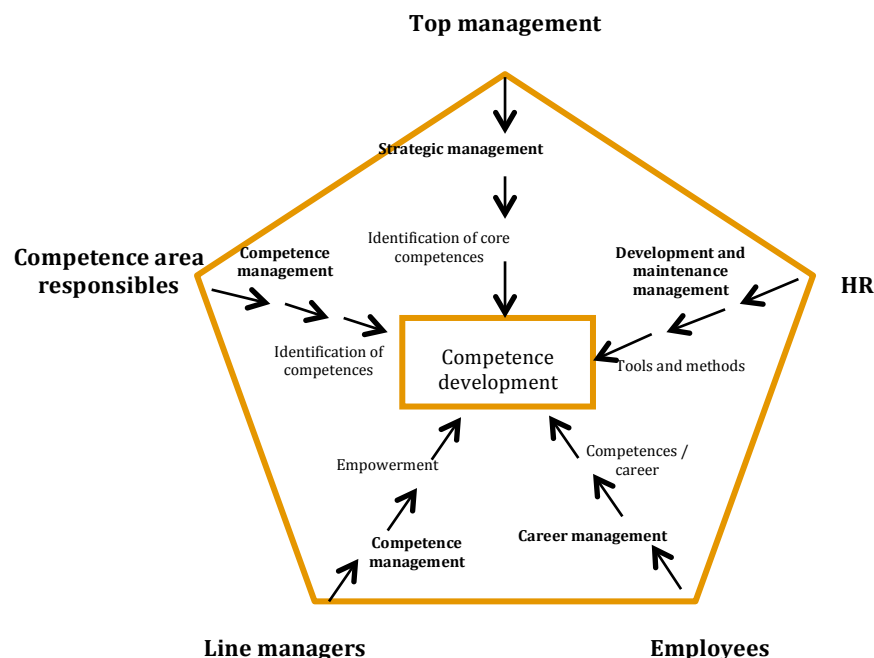 Top management
Strategic management
Identification of core
competences
Competence area
responsibles
Competence
management
Identification of
competences
Development and
maintenance
management
HR
Tools and methods
Competence
development
Empowerment
Competence
management
Competences /
career
Career management
Line managers
Employees